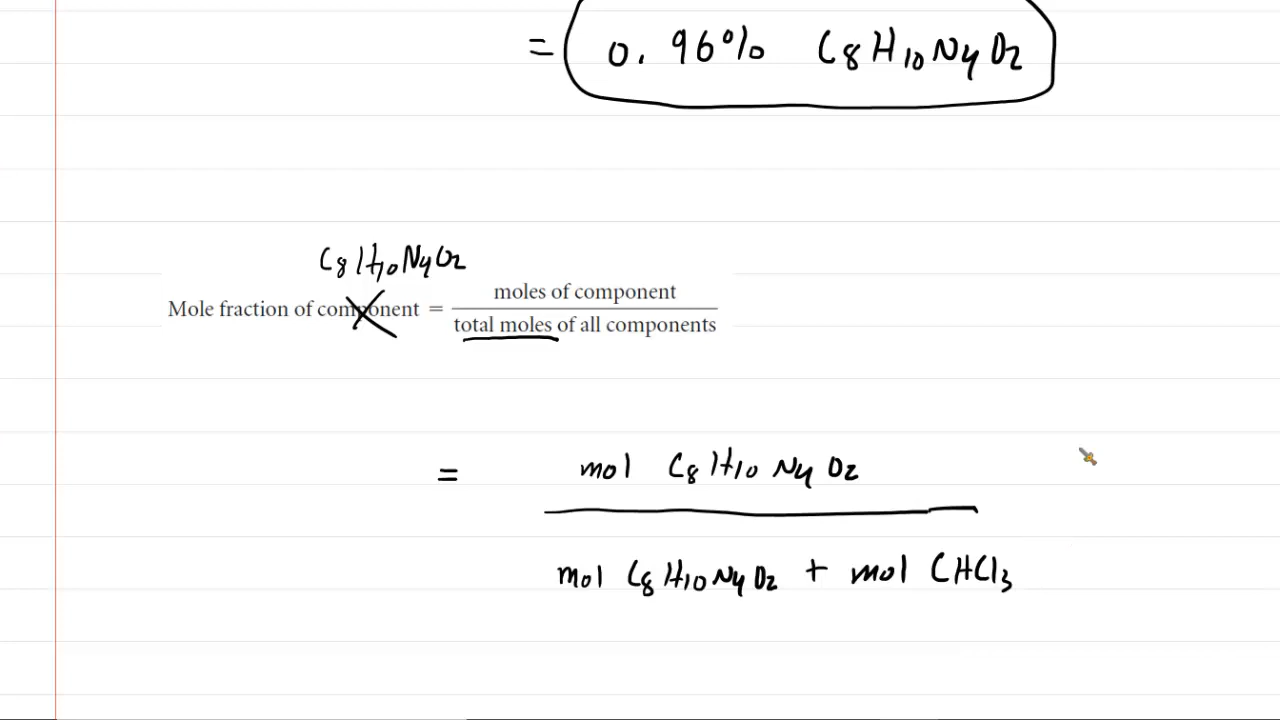 = 0.96% C8H10N4O2
C8H10N4O2
Mole fraction of component = moles of component
total moles of all components
= mol C8H10N4O2
mol C8H10N4O2 + mol CHCl3